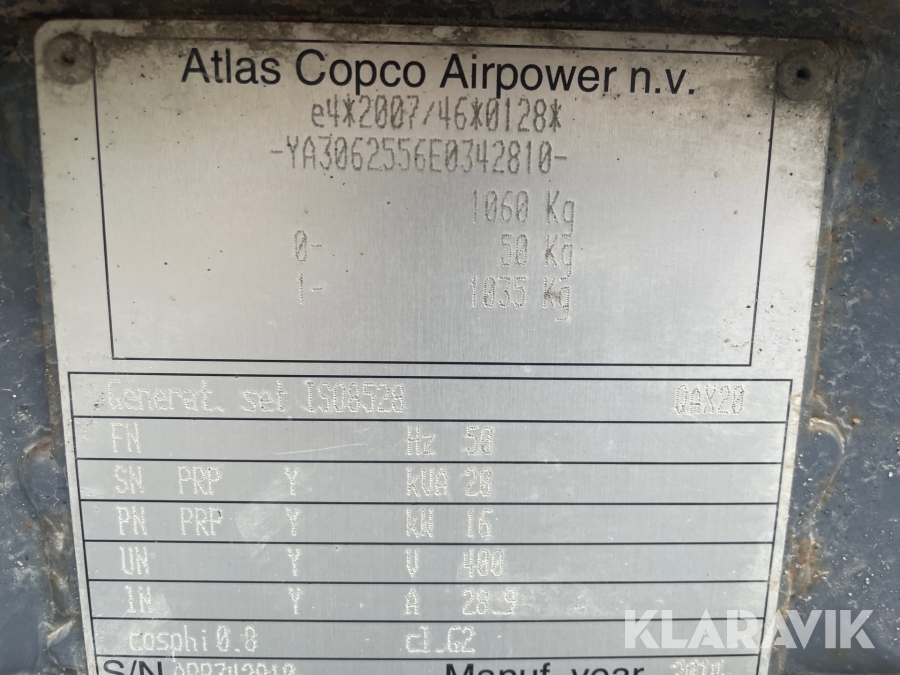 Atlas Copco Airpower n.v.
e4*2007/46*0128*
-YA3062556E0342810-
1060 Kg
0- 50 Kg
1- 1035 Kg
Generat. set ISO8528 QAX20
FN Hz 50
SN PRP Y kVA 20
PN PRP Y kW 16
UN Y V 400
IN Y A 28.9
cosphi 0.8 cl.G2
S/N Manuf. year
KLARAVIK